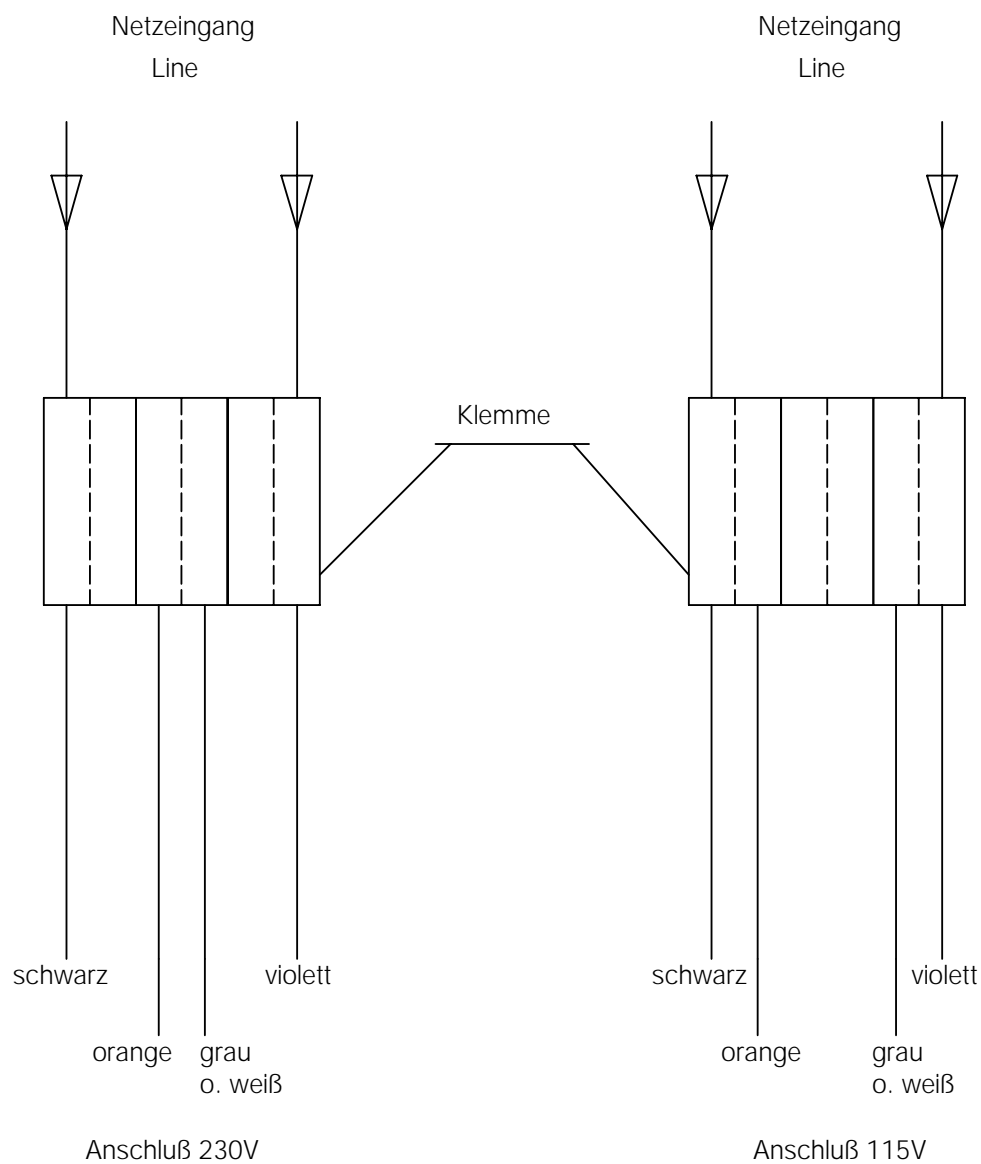 Netzeingang
Line
Netzeingang
Line
Klemme
schwarz
violett
schwarz
violett
orange
grau
o. weiß
orange
grau
o. weiß
Anschluß 230V
Anschluß 115V